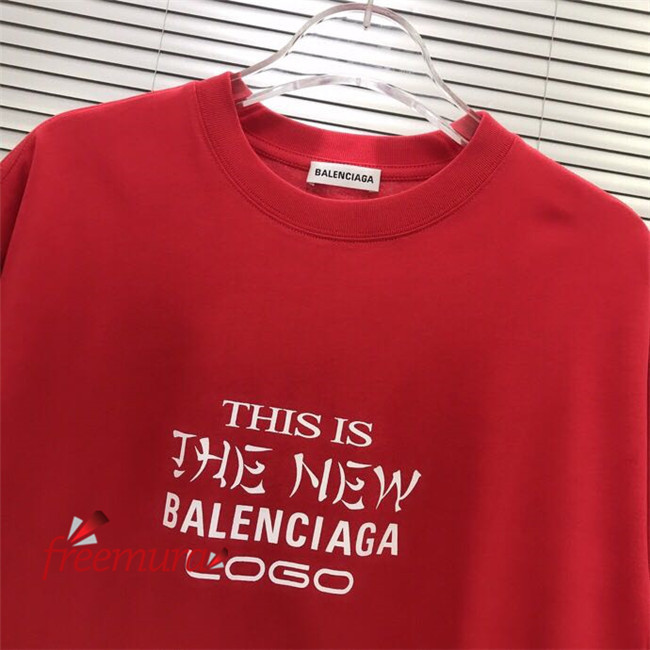 BALENCIAGA
THIS IS
THE NEW
BALENCIAGA
LOGO
freemura